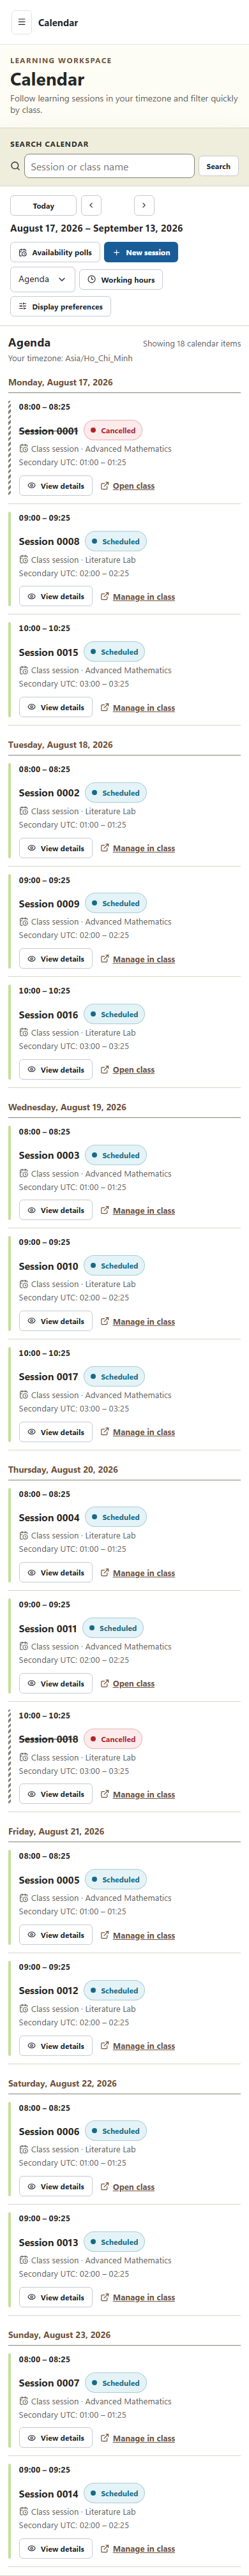 Calendar
LEARNING WORKSPACE
Calendar
Follow learning sessions in your timezone and filter quickly
by class.
SEARCH CALENDAR
Session or class name
Search
Today
August 17, 2026 – September 13, 2026
Availability polls
New session
Agenda
Working hours
Display preferences
Agenda
Showing 18 calendar items
Your timezone: Asia/Ho_Chi_Minh
Monday, August 17, 2026
08:00 – 08:25
Session 0001 Cancelled
Class session · Advanced Mathematics
Secondary UTC: 01:00 – 01:25
View details Open class
09:00 – 09:25
Session 0008 Scheduled
Class session · Literature Lab
Secondary UTC: 02:00 – 02:25
View details Manage in class
10:00 – 10:25
Session 0015 Scheduled
Class session · Advanced Mathematics
Secondary UTC: 03:00 – 03:25
View details Manage in class
Tuesday, August 18, 2026
08:00 – 08:25
Session 0002 Scheduled
Class session · Literature Lab
Secondary UTC: 01:00 – 01:25
View details Manage in class
09:00 – 09:25
Session 0009 Scheduled
Class session · Advanced Mathematics
Secondary UTC: 02:00 – 02:25
View details Manage in class
10:00 – 10:25
Session 0016 Scheduled
Class session · Literature Lab
Secondary UTC: 03:00 – 03:25
View details Open class
Wednesday, August 19, 2026
08:00 – 08:25
Session 0003 Scheduled
Class session · Advanced Mathematics
Secondary UTC: 01:00 – 01:25
View details Manage in class
09:00 – 09:25
Session 0010 Scheduled
Class session · Literature Lab
Secondary UTC: 02:00 – 02:25
View details Manage in class
10:00 – 10:25
Session 0017 Scheduled
Class session · Advanced Mathematics
Secondary UTC: 03:00 – 03:25
View details Manage in class
Thursday, August 20, 2026
08:00 – 08:25
Session 0004 Scheduled
Class session · Literature Lab
Secondary UTC: 01:00 – 01:25
View details Manage in class
09:00 – 09:25
Session 0011 Scheduled
Class session · Advanced Mathematics
Secondary UTC: 02:00 – 02:25
View details Open class
10:00 – 10:25
Session 0018 Cancelled
Class session · Literature Lab
Secondary UTC: 03:00 – 03:25
View details Manage in class
Friday, August 21, 2026
08:00 – 08:25
Session 0005 Scheduled
Class session · Advanced Mathematics
Secondary UTC: 01:00 – 01:25
View details Manage in class
09:00 – 09:25
Session 0012 Scheduled
Class session · Literature Lab
Secondary UTC: 02:00 – 02:25
View details Manage in class
Saturday, August 22, 2026
08:00 – 08:25
Session 0006 Scheduled
Class session · Literature Lab
Secondary UTC: 01:00 – 01:25
View details Open class
09:00 – 09:25
Session 0013 Scheduled
Class session · Advanced Mathematics
Secondary UTC: 02:00 – 02:25
View details Manage in class
Sunday, August 23, 2026
08:00 – 08:25
Session 0007 Scheduled
Class session · Advanced Mathematics
Secondary UTC: 01:00 – 01:25
View details Manage in class
09:00 – 09:25
Session 0014 Scheduled
Class session · Literature Lab
Secondary UTC: 02:00 – 02:25
View details Manage in class